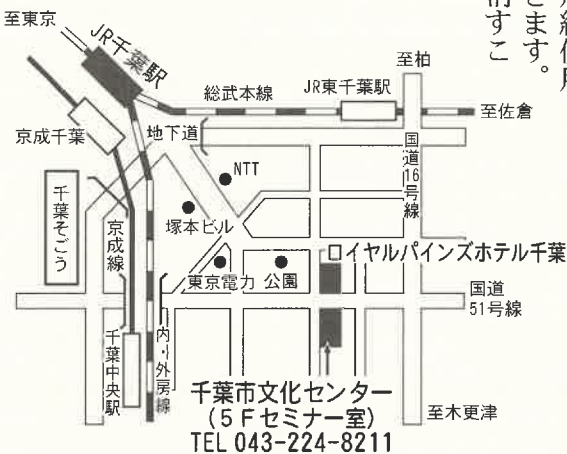 きます。
消すこ
至東京
JR千葉駅
至柏
総武本線
JR東千葉駅
至佐倉
京成千葉
地下道
国道16号線
NTT
千葉そごう
京成線
塚本ビル
ロイヤルパインズホテル千葉
東京電力
公園
国道
51号線
千葉中央駅
内・外房線
千葉市文化センター
(5Fセミナー室)
TEL 043-224-8211
至木更津